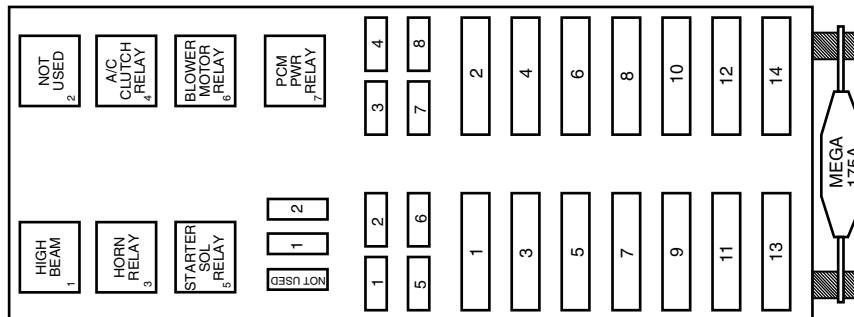 NOT
USED
2
A/C
CLUTCH
RELAY
4
BLOWER
MOTOR
RELAY
6
PCM
PWR
RELAY
7
4
8
3
7
2
4
6
8
10
12
14
MEGA
175A
HIGH
BEAM
1
HORN
RELAY
3
STARTER
SOL
RELAY
5
2
1
NOT USED
2
6
1
5
1
3
5
7
9
11
13